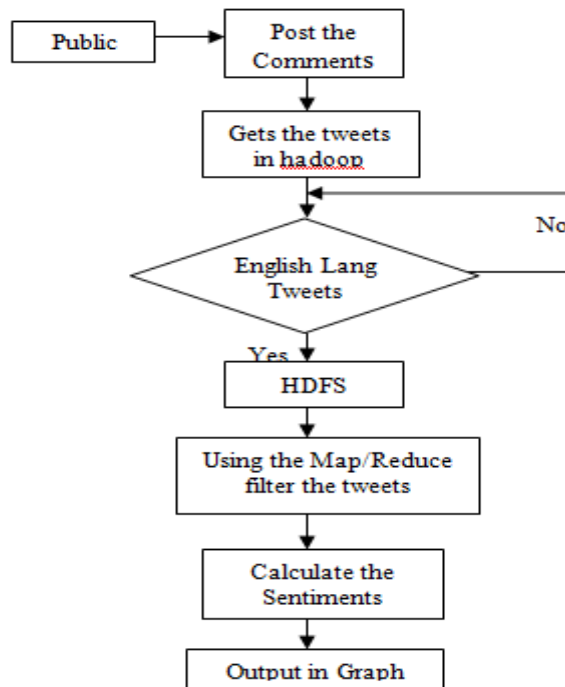 Public
Post the
Comments
Gets the tweets
in hadoop
No
English Lang
Tweets
Yes
HDFS
Using the Map/Reduce
filter the tweets
Calculate the
Sentiments
Output in Graph